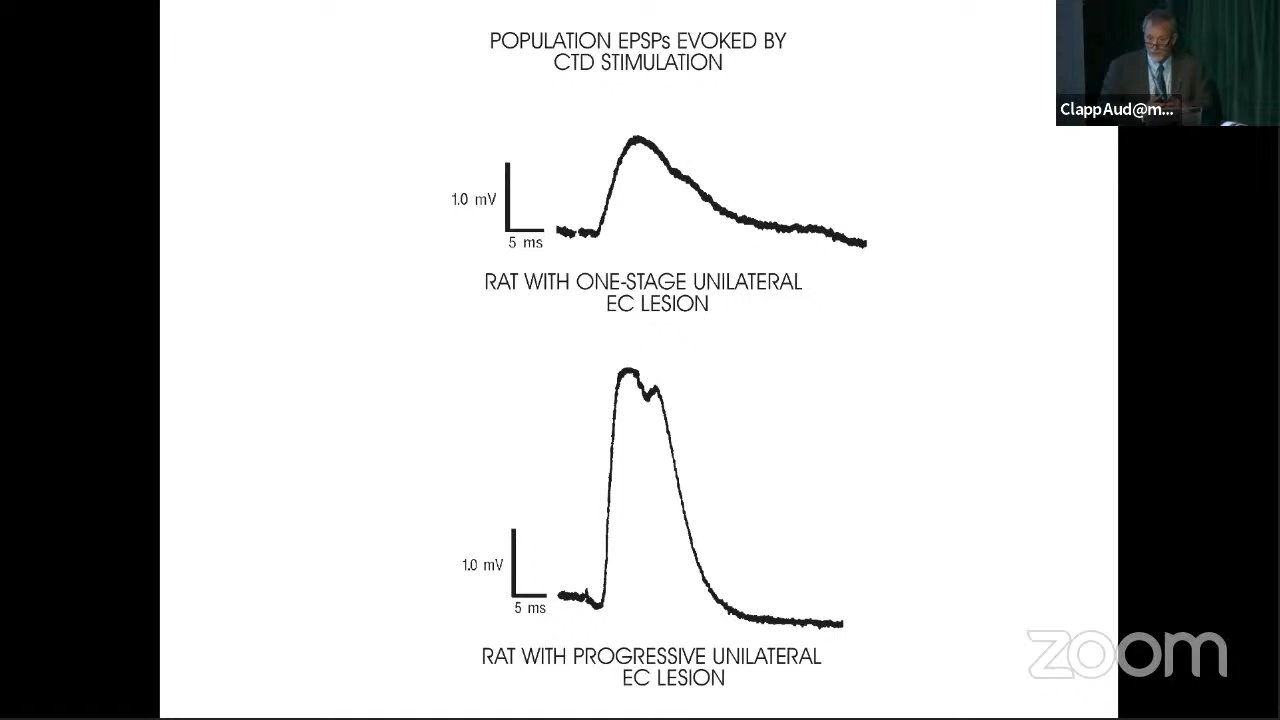 POPULATION EPSPs EVOKED BY
CTD STIMULATION
ClappAud@m...
1.0 mV
5 ms
RAT WITH ONE-STAGE UNILATERAL
EC LESION
1.0 mV
5 ms
RAT WITH PROGRESSIVE UNILATERAL
EC LESION
zoom